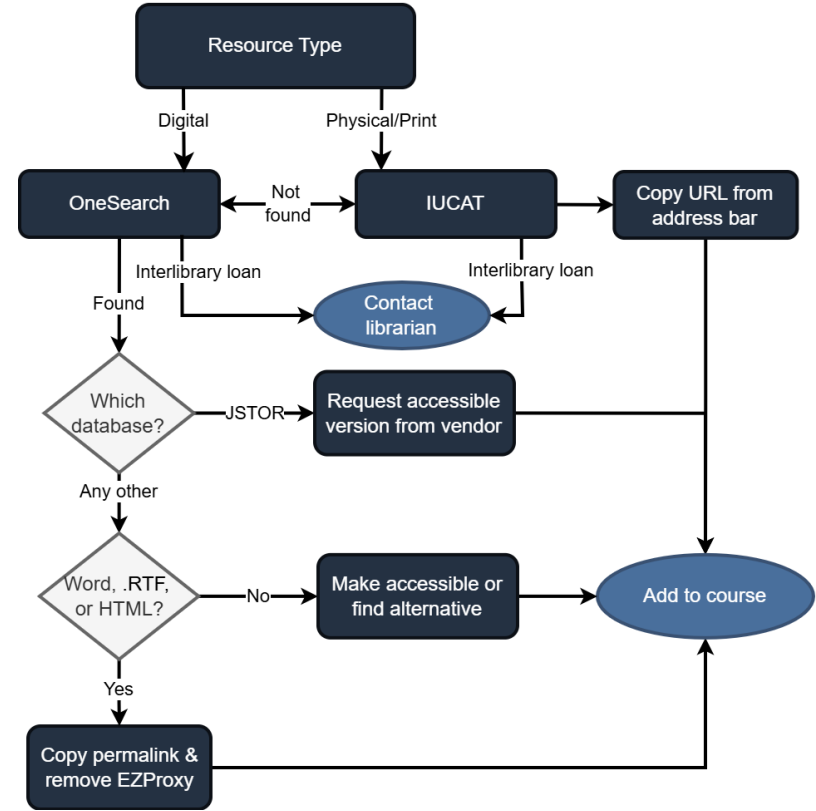 Resource Type
Digital
Physical/Print
OneSearch
Not
found
IUCAT
Copy URL from
address bar
Interlibrary loan
Interlibrary loan
Found
Contact
librarian
Which
database?
JSTOR
Request accessible
version from vendor
Any other
Word, .RTF,
or HTML?
No
Make accessible or
find alternative
Add to course
Yes
Copy permalink &
remove EZProxy